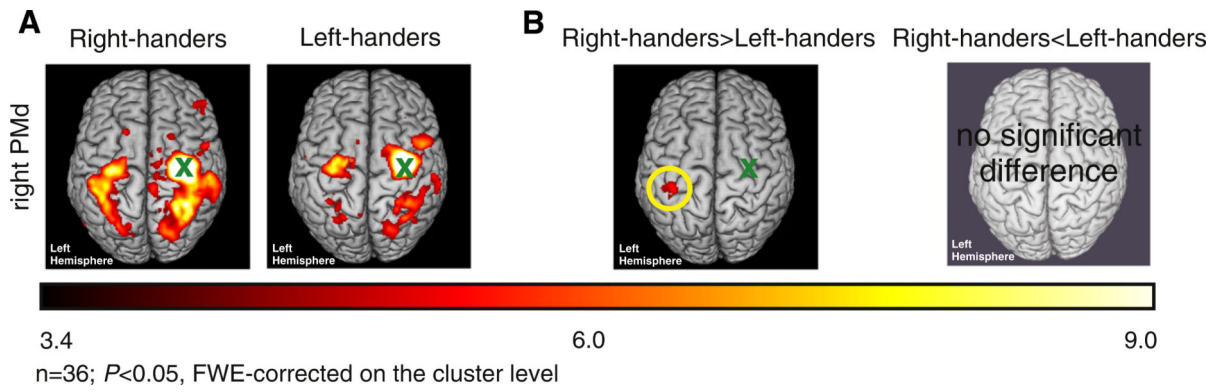 A
Right-handers
Left-handers
B
Right-handers>Left-handers
Right-handers<Left-handers
right PMd
X
X
X
no significant
difference
Left
Hemisphere
Left
Hemisphere
Left
Hemisphere
Left
Hemisphere
3.4
6.0
9.0
n=36; P<0.05, FWE-corrected on the cluster level